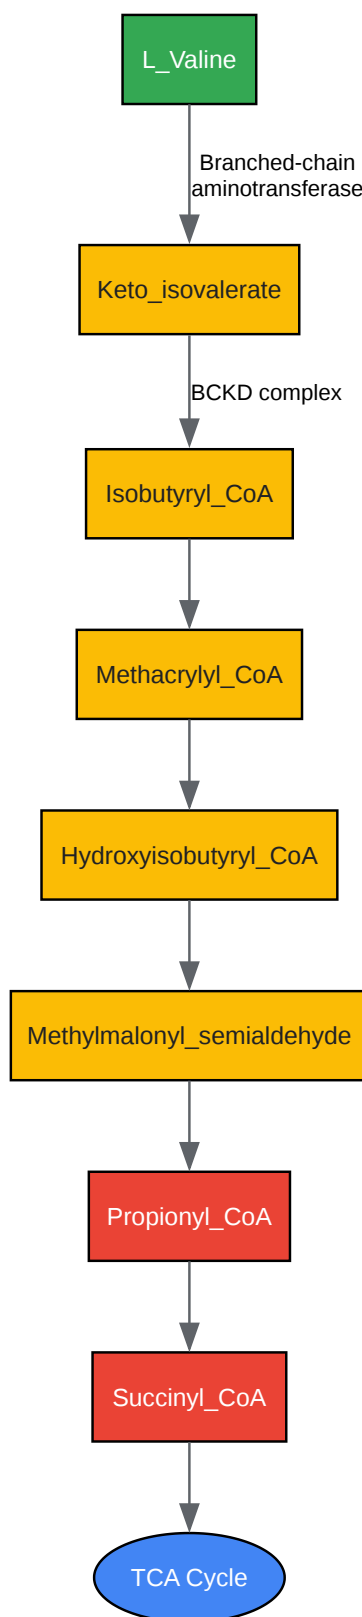 L_Valine
Branched-chain
aminotransferase
Keto_isovalerate
BCKD complex
Isobutyryl_CoA
Methacrylyl_CoA
Hydroxyisobutyryl_CoA
Methylmalonyl_semialdehyde
Propionyl_CoA
Succinyl_CoA
TCA Cycle